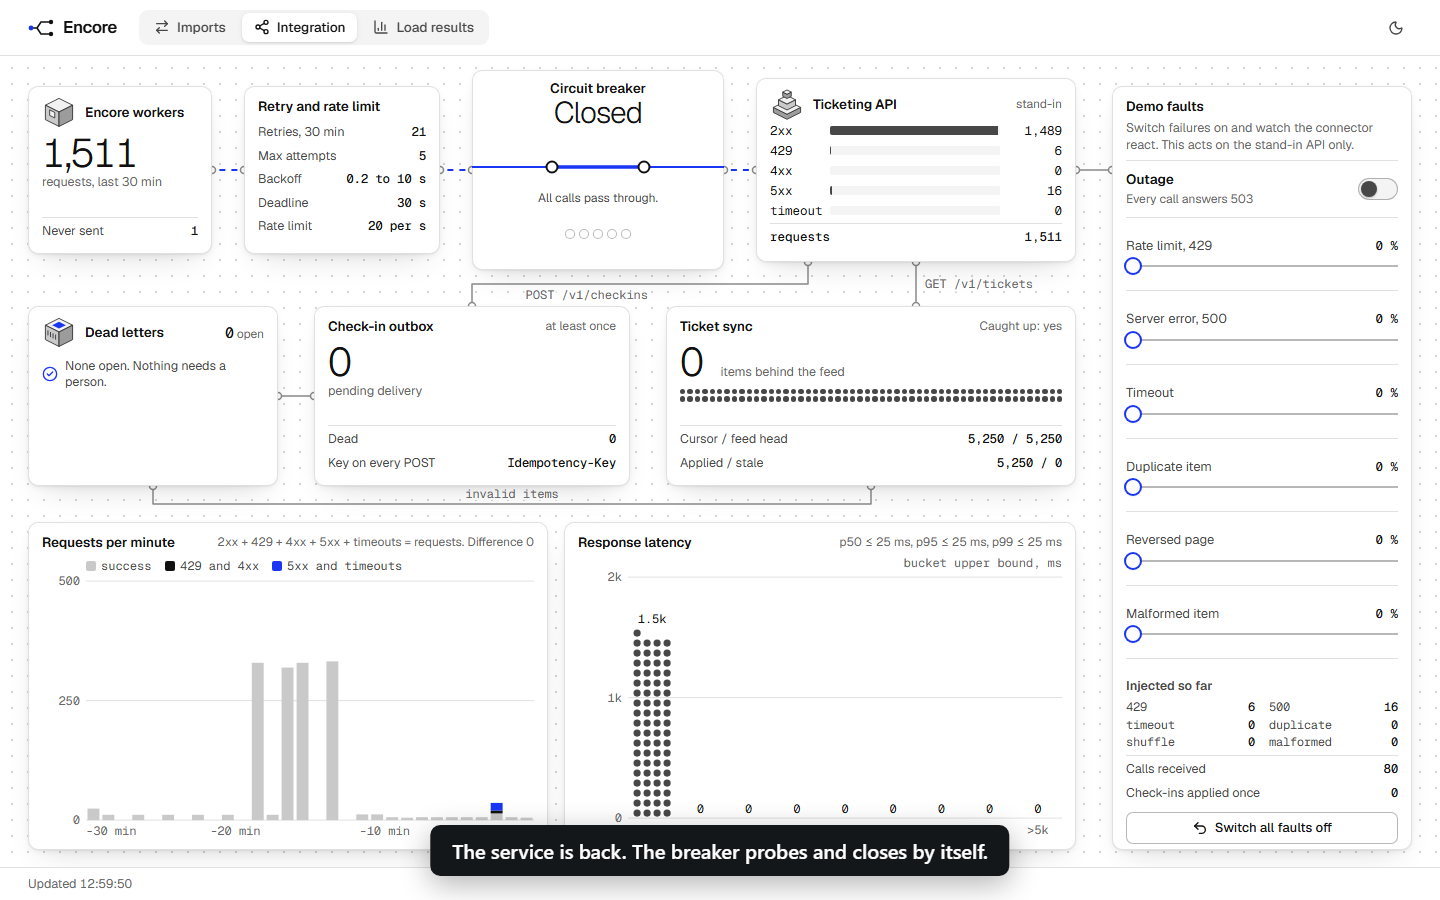 Encore
Imports
Integration
Load results
Encore workers
1,511
requests, last 30 min
Never sent 1
Retry and rate limit
Retries, 30 min 21
Max attempts 5
Backoff 0.2 to 10 s
Deadline 30 s
Rate limit 20 per s
Circuit breaker
Closed
All calls pass through.
Ticketing API stand-in
2xx 1,489
429 6
4xx 0
5xx 16
timeout 0
requests 1,511
POST /v1/checkins
GET /v1/tickets
Dead letters 0 open
None open. Nothing needs a
person.
Check-in outbox at least once
0
pending delivery
Dead 0
Key on every POST Idempotency-Key
Ticket sync Caught up: yes
0 items behind the feed
Cursor / feed head 5,250 / 5,250
Applied / stale 5,250 / 0
invalid items
Requests per minute 2xx + 429 + 4xx + 5xx + timeouts = requests. Difference 0
success 429 and 4xx 5xx and timeouts
500
250
0
-30 min -20 min -10 min
Response latency p50 ≤ 25 ms, p95 ≤ 25 ms, p99 ≤ 25 ms
bucket upper bound, ms
2k
1.5k
1k
0 0 0 0 0 0 0 0 0
>5k
Demo faults
Switch failures on and watch the connector
react. This acts on the stand-in API only.
Outage
Every call answers 503
Rate limit, 429 0 %
Server error, 500 0 %
Timeout 0 %
Duplicate item 0 %
Reversed page 0 %
Malformed item 0 %
Injected so far
429 6 500 16
timeout 0 duplicate 0
shuffle 0 malformed 0
Calls received 80
Check-ins applied once 0
Switch all faults off
The service is back. The breaker probes and closes by itself.
Updated 12:59:50